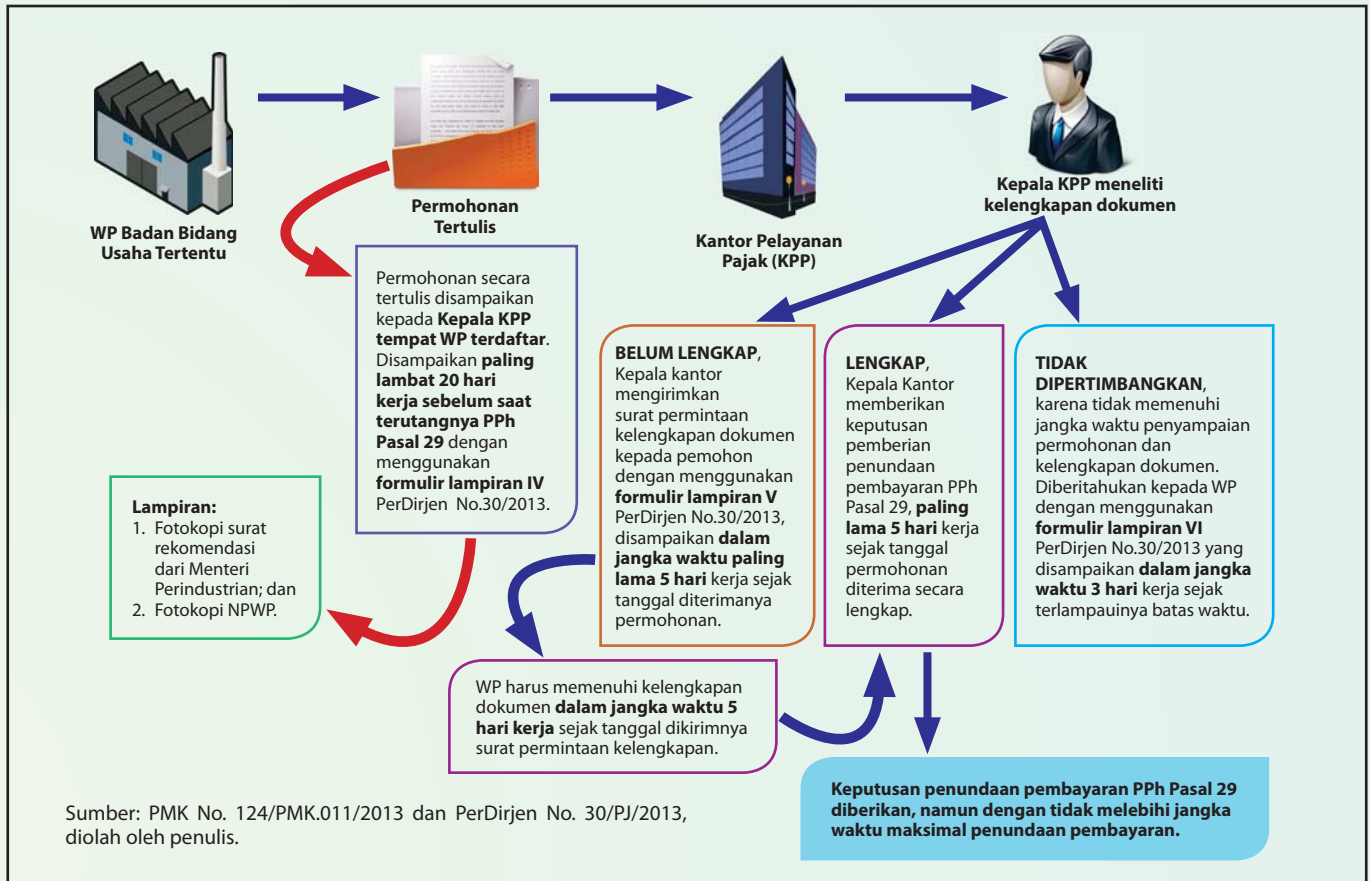 WP Badan Bidang
Usaha Tertentu
Permohonan
Tertulis
Kantor Pelayanan
Pajak (KPP)
Kepala KPP meneliti
kelengkapan dokumen
Permohonan secara
tertulis disampaikan
kepada Kepala KPP
tempat WP terdaftar.
Disampaikan paling
lambat 20 hari
kerja sebelum saat
terutangnya PPh
Pasal 29 dengan
menggunakan
formulir lampiran IV
PerDirjen No.30/2013.
Lampiran:
1. Fotokopi surat
rekomendasi
dari Menteri
Perindustrian; dan
2. Fotokopi NPWP.
BELUM LENGKAP,
Kepala kantor
mengirimkan
surat permintaan
kelengkapan dokumen
kepada pemohon
dengan menggunakan
formulir lampiran V
PerDirjen No.30/2013,
disampaikan dalam
jangka waktu paling
lama 5 hari kerja sejak
tanggal diterimanya
permohonan.
LENGKAP,
Kepala Kantor
memberikan
keputusan
pemberian
penundaan
pembayaran PPh
Pasal 29, paling
lama 5 hari kerja
sejak tanggal
permohonan
diterima secara
lengkap.
TIDAK
DIPERTIMBANGKAN,
karena tidak memenuhi
jangka waktu penyampaian
permohonan dan
kelengkapan dokumen.
Diberitahukan kepada WP
dengan menggunakan
formulir lampiran VI
PerDirjen No.30/2013 yang
disampaikan dalam jangka
waktu 3 hari kerja sejak
terlampauinya batas waktu.
WP harus memenuhi kelengkapan
dokumen dalam jangka waktu 5
hari kerja sejak tanggal dikirimnya
surat permintaan kelengkapan.
Keputusan penundaan pembayaran PPh Pasal 29
diberikan, namun dengan tidak melebihi jangka
waktu maksimal penundaan pembayaran.
Sumber: PMK No. 124/PMK.011/2013 dan PerDirjen No. 30/PJ/2013,
diolah oleh penulis.